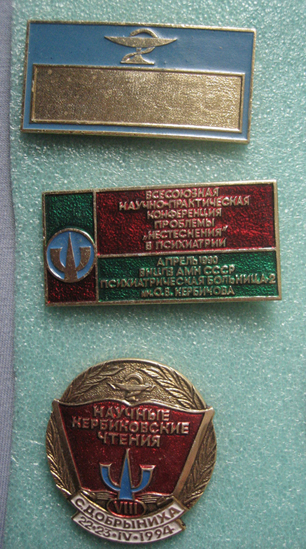 ВСЕСОЮЗНАЯ
НАУЧНО-ПРАКТИЧЕСКАЯ
КОНФЕРЕНЦИЯ
ПРОБЛЕМЫ
„НЕСТЕСНЕНИЯ"
В ПСИХИАТРИИ
АПРЕЛЬ 1990
ВНЦПЗ АМН СССР
ПСИХИАТРИЧЕСКАЯ БОЛЬНИЦА №2
им. О.В. КЕРБИКОВА
НАУЧНЫЕ
КЕРБИКОВСКИЕ
ЧТЕНИЯ
VIII
С. ДОБРЫНИХА
22-23·IV·1994